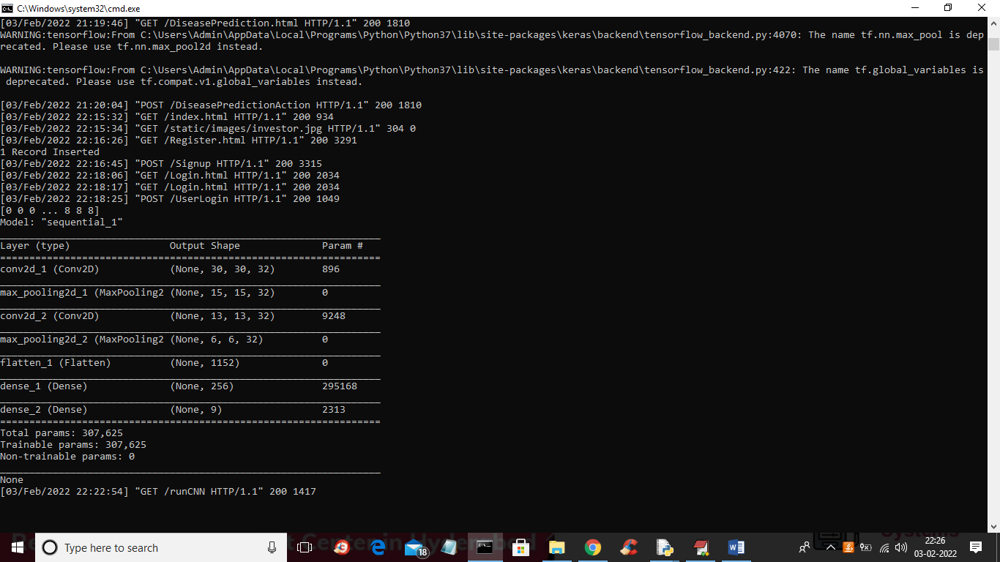 C:\Windows\system32\cmd.exe
[03/Feb/2022 21:19:46] "GET /DiseasePrediction.html HTTP/1.1" 200 1810
WARNING:tensorflow:From C:\Users\Admin\AppData\Local\Programs\Python\Python37\lib\site-packages\keras\backend\tensorflow_backend.py:4070: The name tf.nn.max_pool is dep
recated. Please use tf.nn.max_pool2d instead.
WARNING:tensorflow:From C:\Users\Admin\AppData\Local\Programs\Python\Python37\lib\site-packages\keras\backend\tensorflow_backend.py:422: The name tf.global_variables is
deprecated. Please use tf.compat.v1.global_variables instead.
[03/Feb/2022 21:20:04] "POST /DiseasePredictionAction HTTP/1.1" 200 1810
[03/Feb/2022 22:15:32] "GET /index.html HTTP/1.1" 200 934
[03/Feb/2022 22:15:34] "GET /static/images/investor.jpg HTTP/1.1" 304 0
[03/Feb/2022 22:16:26] "GET /Register.html HTTP/1.1" 200 3291
1 Record Inserted
[03/Feb/2022 22:16:45] "POST /Signup HTTP/1.1" 200 3315
[03/Feb/2022 22:18:06] "GET /Login.html HTTP/1.1" 200 2034
[03/Feb/2022 22:18:17] "GET /Login.html HTTP/1.1" 200 2034
[03/Feb/2022 22:18:25] "POST /UserLogin HTTP/1.1" 200 1049
[0 0 0 ... 8 8 8]
Model: "sequential_1"
_________________________________________________________________
Layer (type)                 Output Shape              Param #
=================================================================
conv2d_1 (Conv2D)            (None, 30, 30, 32)        896
_________________________________________________________________
max_pooling2d_1 (MaxPooling2 (None, 15, 15, 32)        0
_________________________________________________________________
conv2d_2 (Conv2D)            (None, 13, 13, 32)        9248
_________________________________________________________________
max_pooling2d_2 (MaxPooling2 (None, 6, 6, 32)          0
_________________________________________________________________
flatten_1 (Flatten)          (None, 1152)              0
_________________________________________________________________
dense_1 (Dense)              (None, 256)               295168
_________________________________________________________________
dense_2 (Dense)              (None, 9)                 2313
=================================================================
Total params: 307,625
Trainable params: 307,625
Non-trainable params: 0
_________________________________________________________________
None
[03/Feb/2022 22:22:54] "GET /runCNN HTTP/1.1" 200 1417
Type here to search
18
22:26
03-02-2022